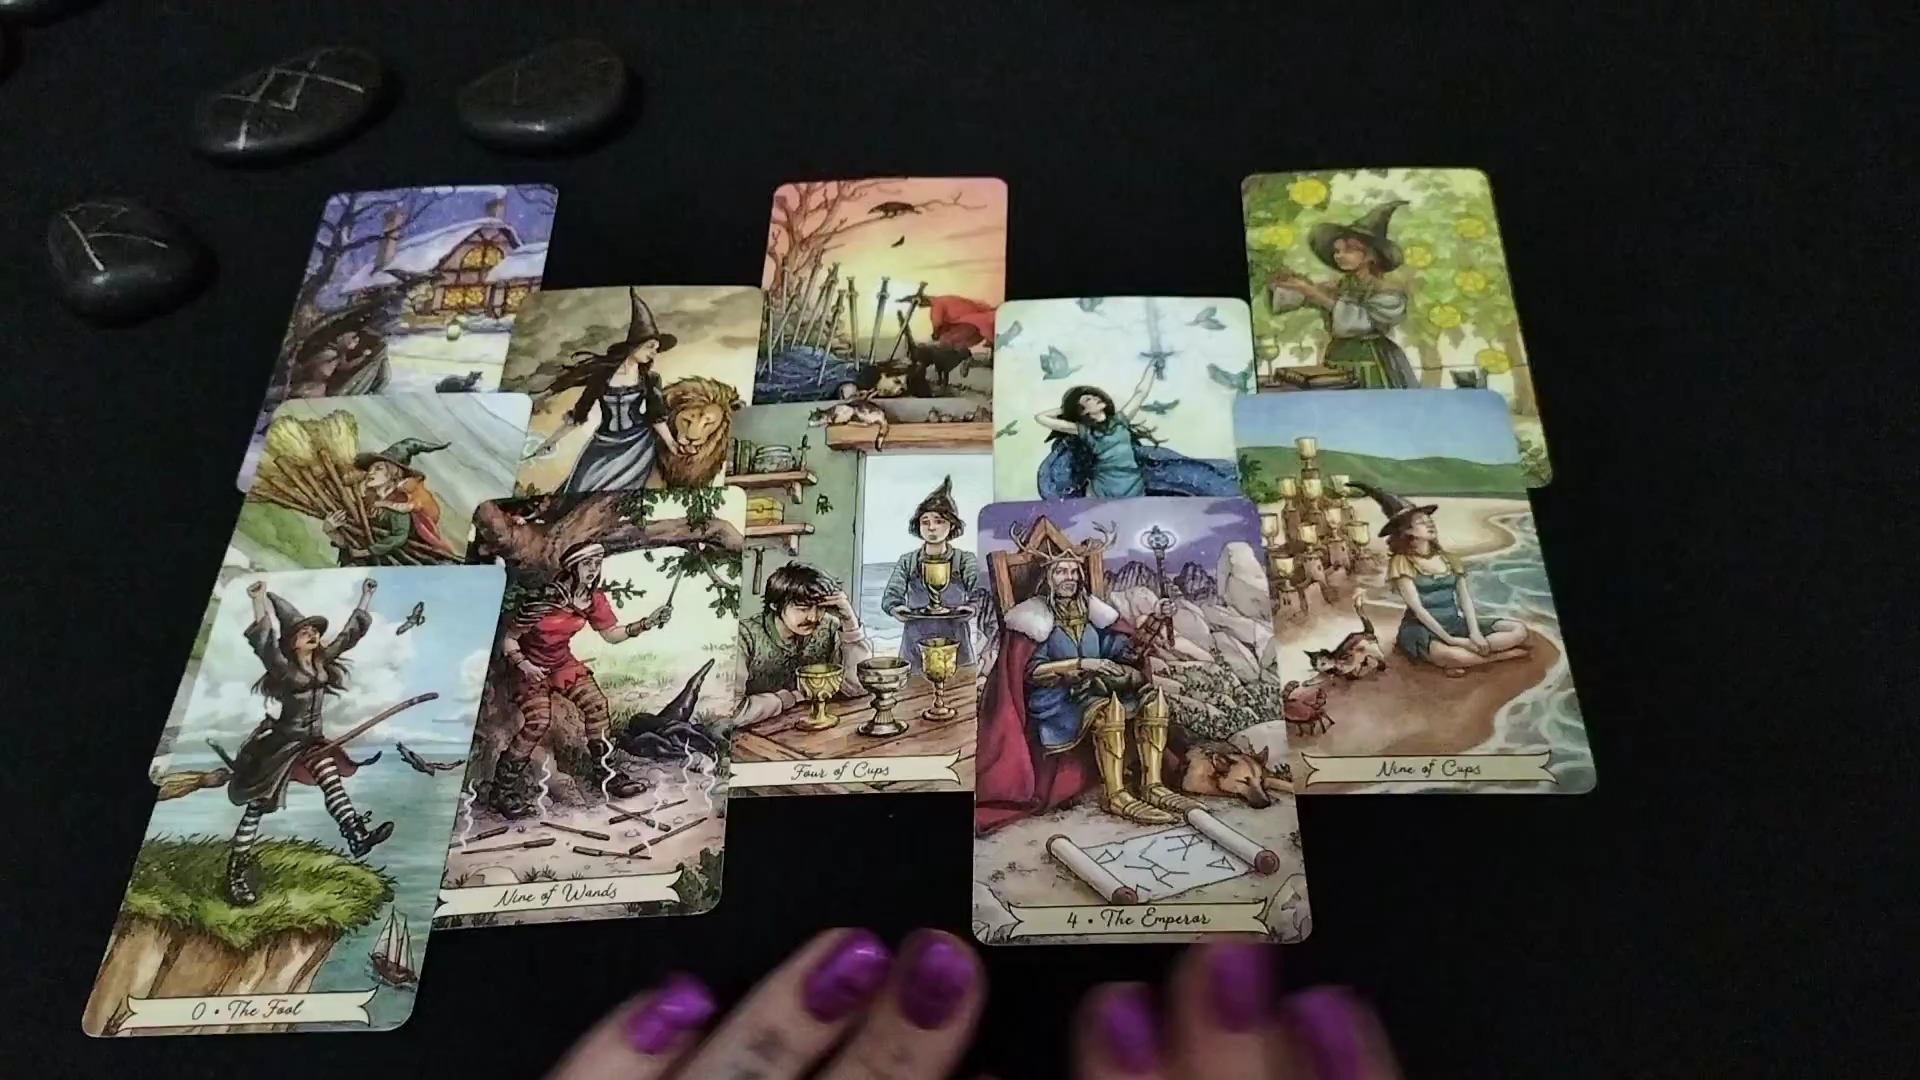 Four of Cups
Nine of Cups
Nine of Wands
4 • The Emperor
0 • The Fool